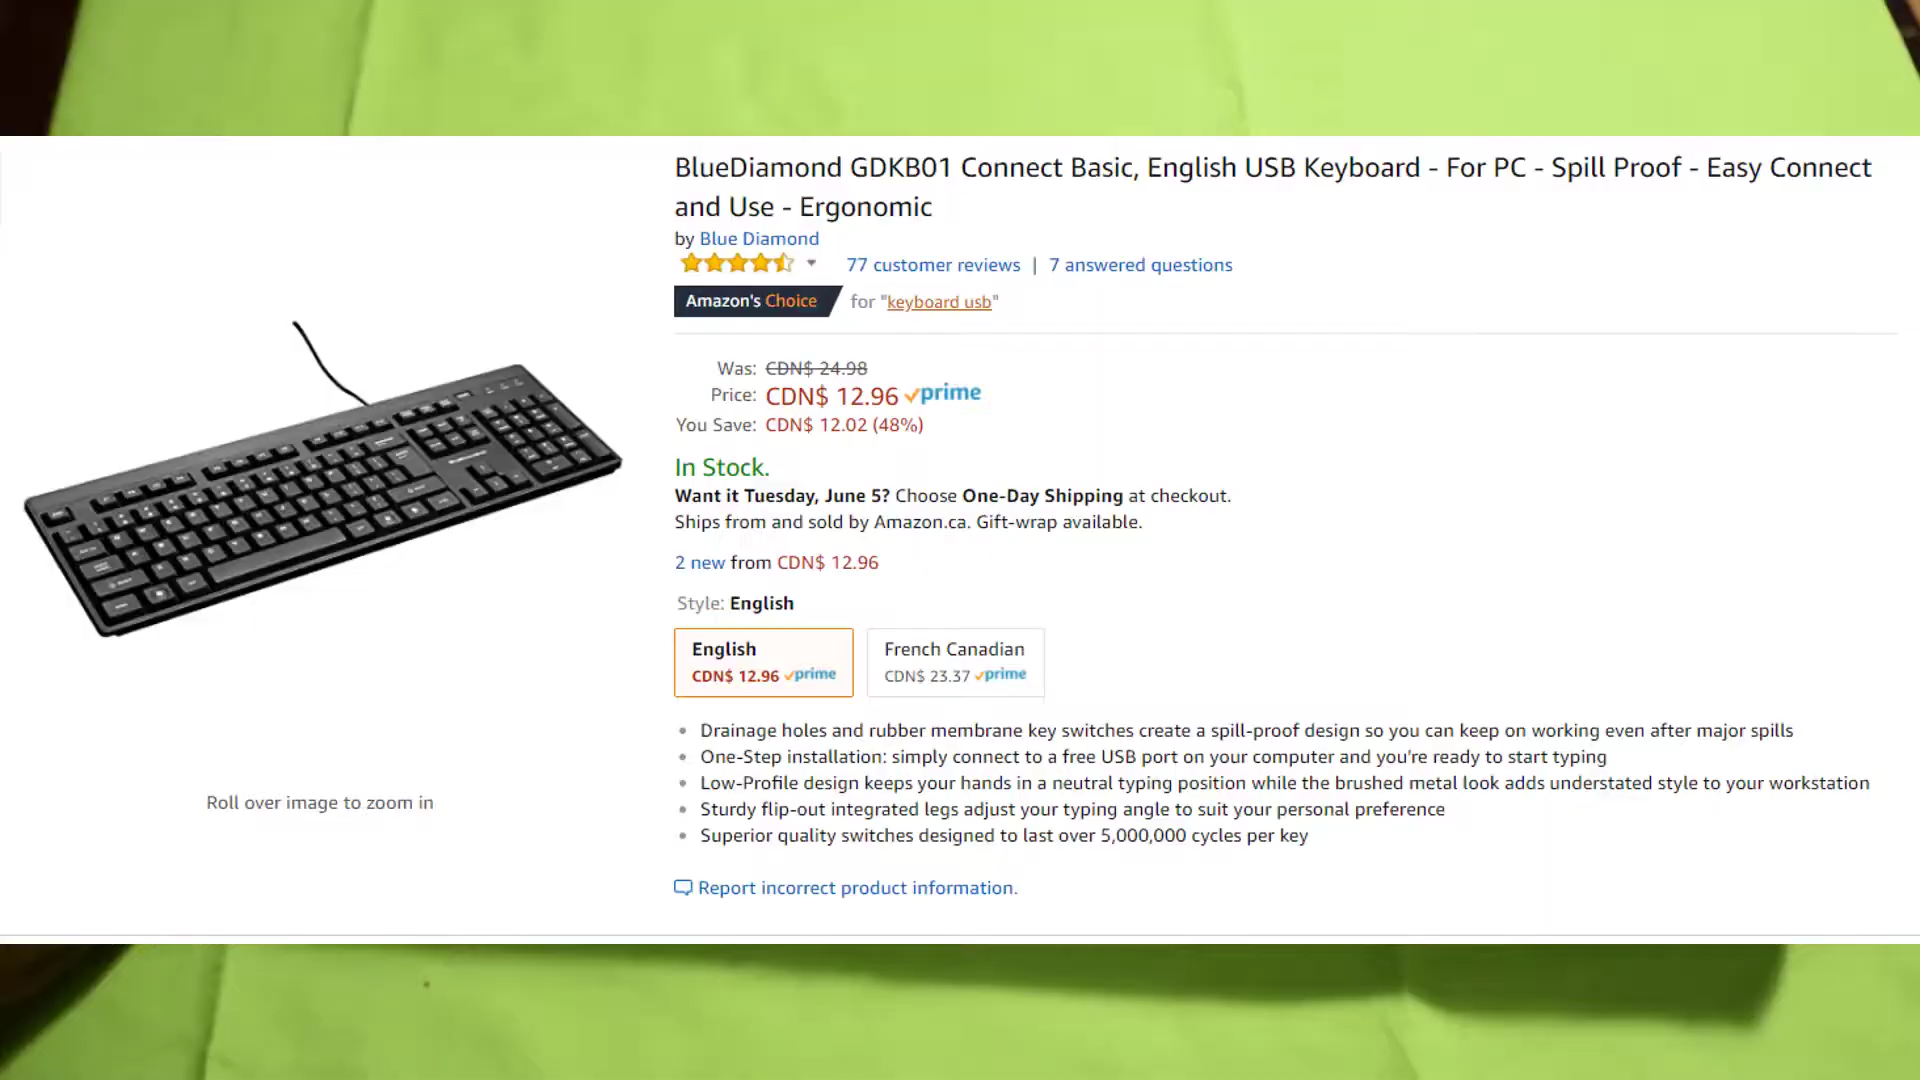 BlueDiamond GDKB01 Connect Basic, English USB Keyboard - For PC - Spill Proof - Easy Connect
and Use - Ergonomic
by Blue Diamond
77 customer reviews | 7 answered questions
Amazon's Choice for "keyboard usb"
Was: CDN$ 24.98
Price: CDN$ 12.96 prime
You Save: CDN$ 12.02 (48%)
In Stock.
Want it Tuesday, June 5? Choose One-Day Shipping at checkout.
Ships from and sold by Amazon.ca. Gift-wrap available.
2 new from CDN$ 12.96
Style: English
English
CDN$ 12.96 prime
French Canadian
CDN$ 23.37 prime
• Drainage holes and rubber membrane key switches create a spill-proof design so you can keep on working even after major spills
• One-Step installation: simply connect to a free USB port on your computer and you're ready to start typing
• Low-Profile design keeps your hands in a neutral typing position while the brushed metal look adds understated style to your workstation
• Sturdy flip-out integrated legs adjust your typing angle to suit your personal preference
• Superior quality switches designed to last over 5,000,000 cycles per key
Report incorrect product information.
Roll over image to zoom in